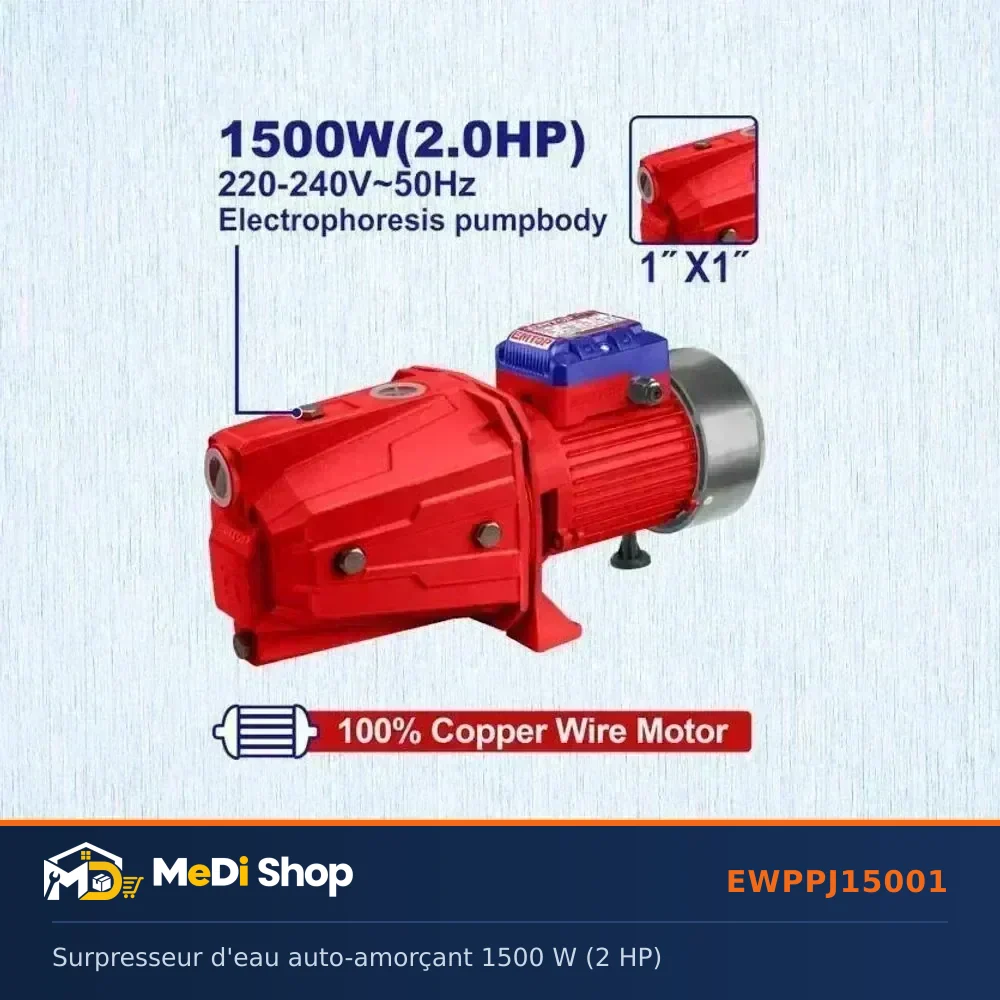 1500W(2.0HP)
220-240V~50Hz
Electrophoresis pumpbody
1″ X1″
EMTOP
100% Copper Wire Motor
MeDi Shop
EWPPJ15001
Surpresseur d'eau auto-amorçant 1500 W (2 HP)